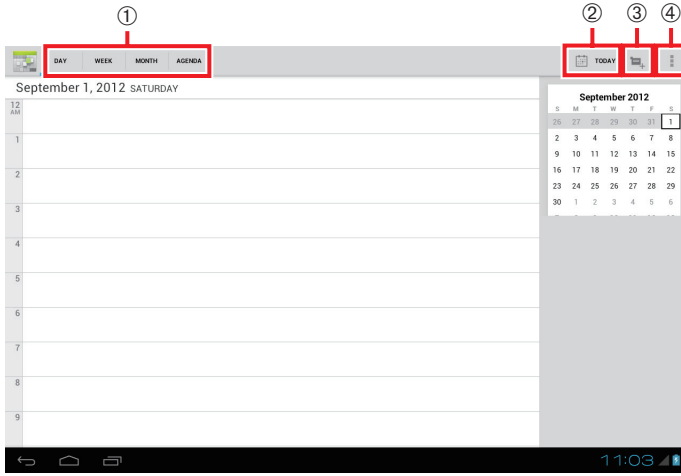 ① ② ③ ④
DAY WEEK MONTH AGENDA TODAY
September 1, 2012 SATURDAY
12
AM
1
2
3
4
5
6
7
8
9
September 2012
S M T W T F S
26 27 28 29 30 31 1
2 3 4 5 6 7 8
9 10 11 12 13 14 15
16 17 18 19 20 21 22
23 24 25 26 27 28 29
30 1 2 3 4 5 6
11:03